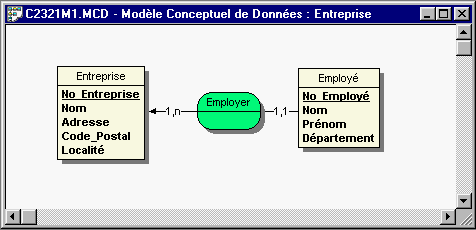 C2321M1.MCD - Modèle Conceptuel de Données : Entreprise
Entreprise
No_Entreprise
Nom
Adresse
Code_Postal
Localité
1,n
Employer
1,1
Employé
No_Employé
Nom
Prénom
Département